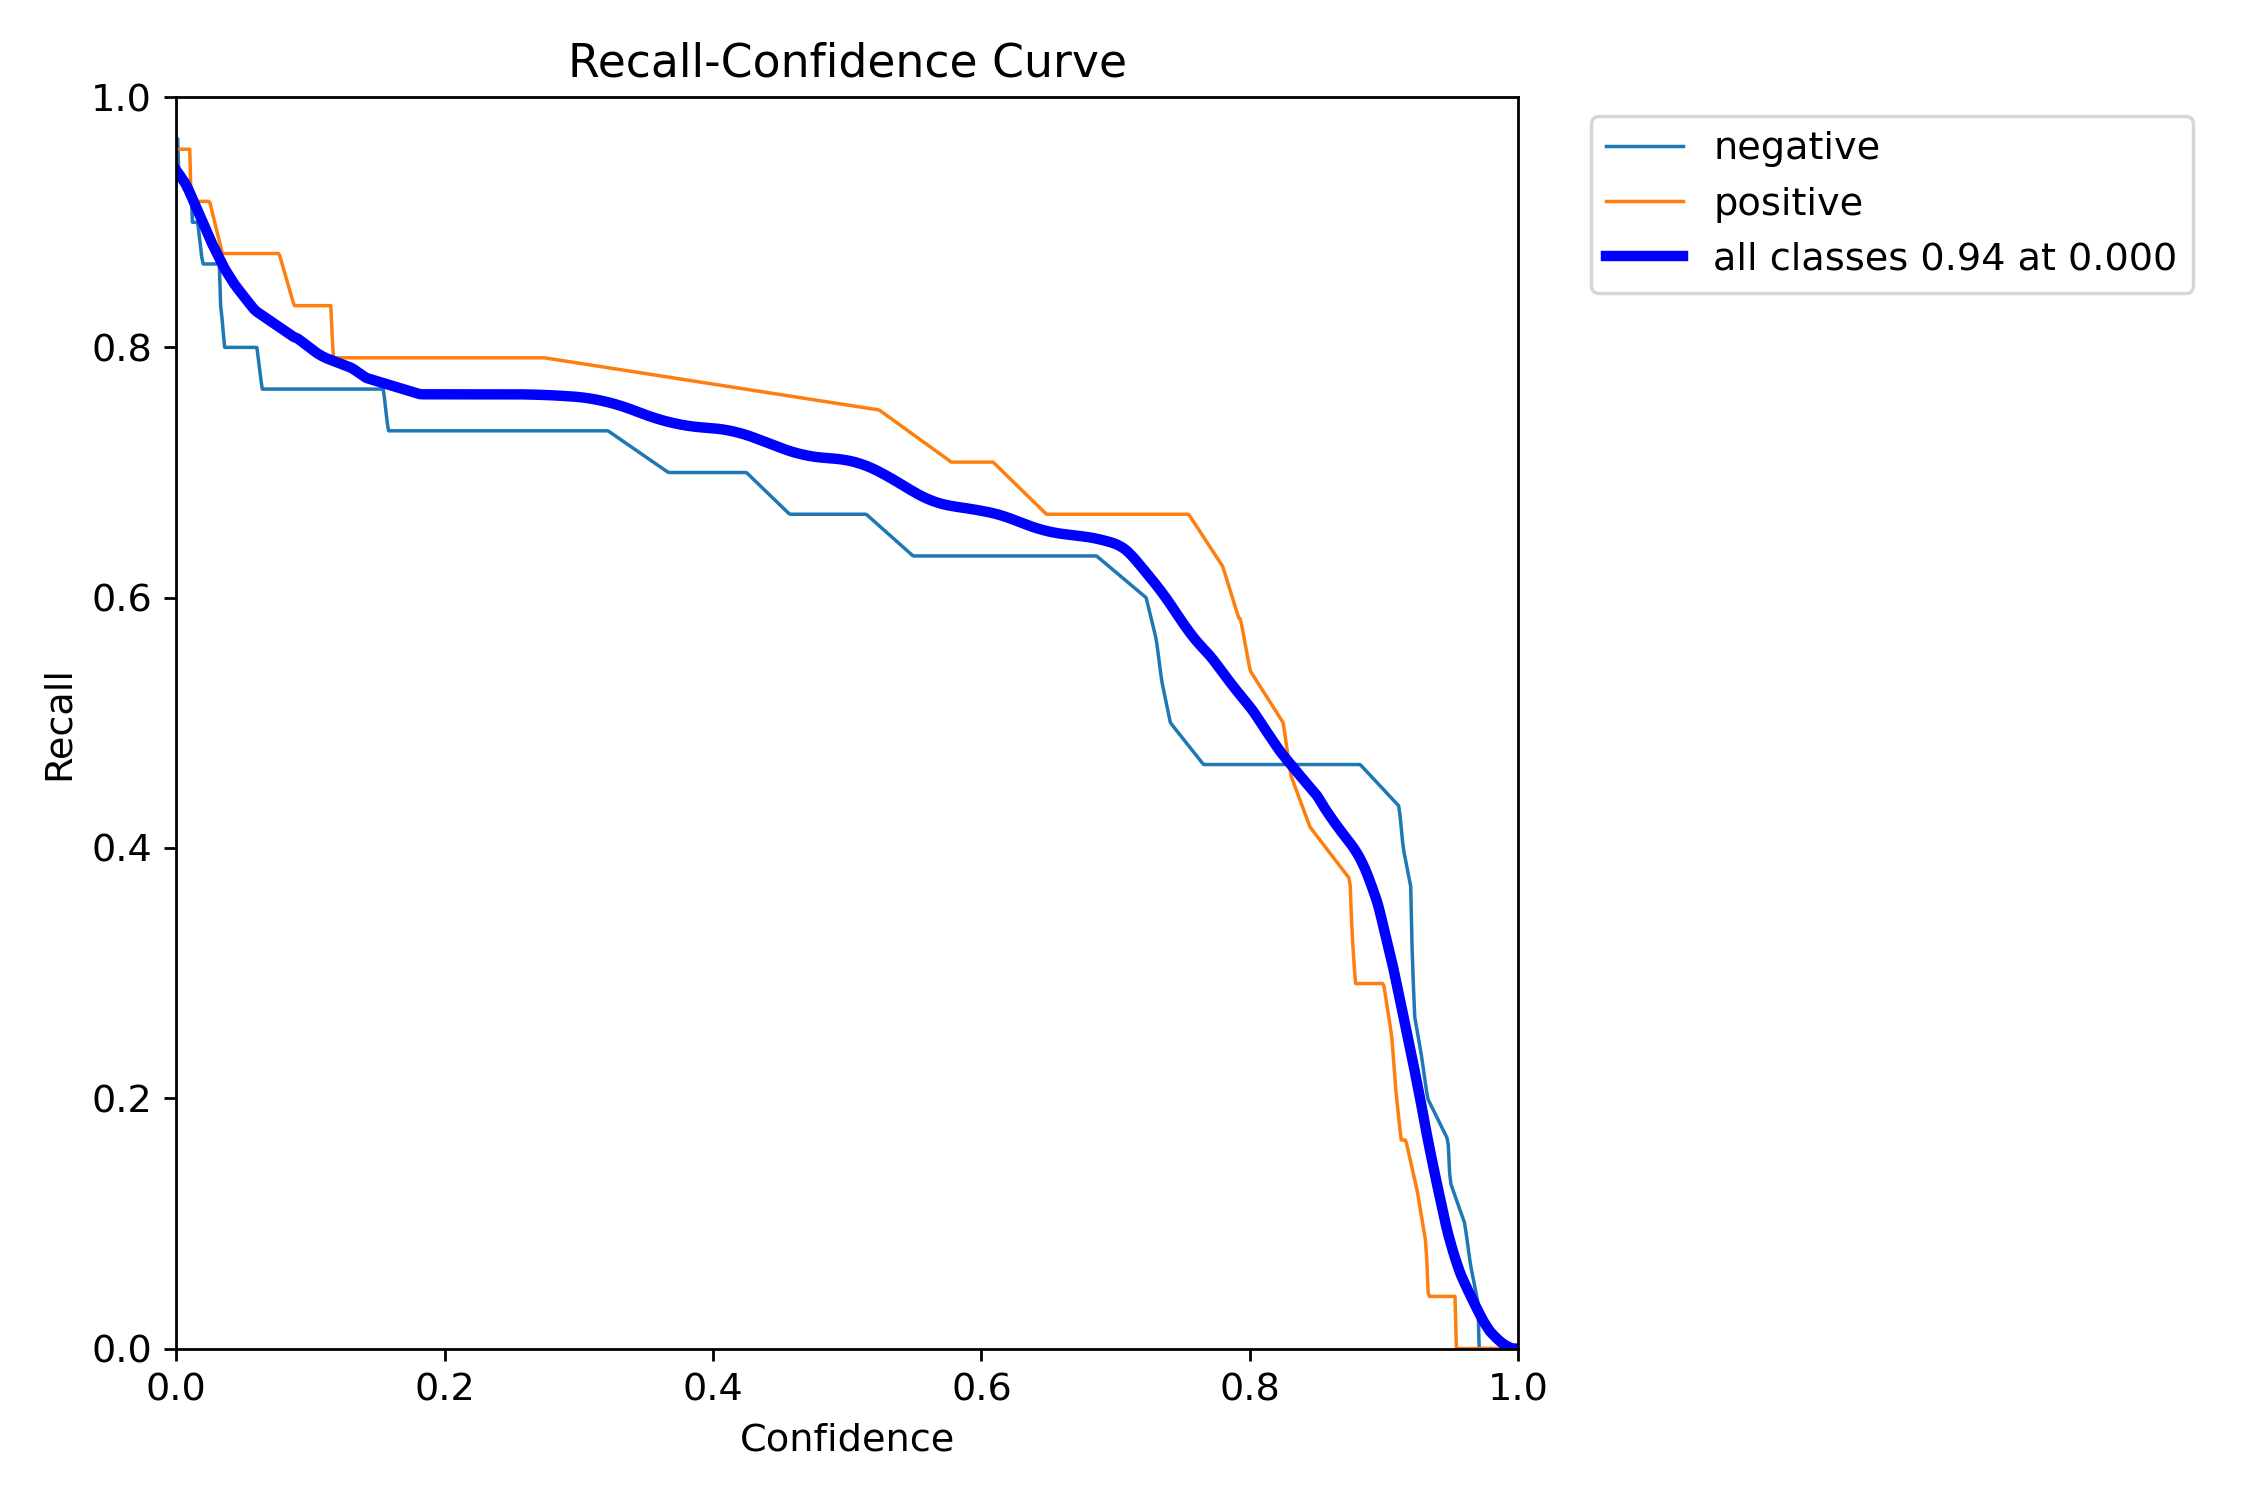 Recall-Confidence Curve
1.0
0.8
0.6
0.4
0.2
0.0
Recall
0.0 0.2 0.4 0.6 0.8 1.0
Confidence
negative
positive
all classes 0.94 at 0.000